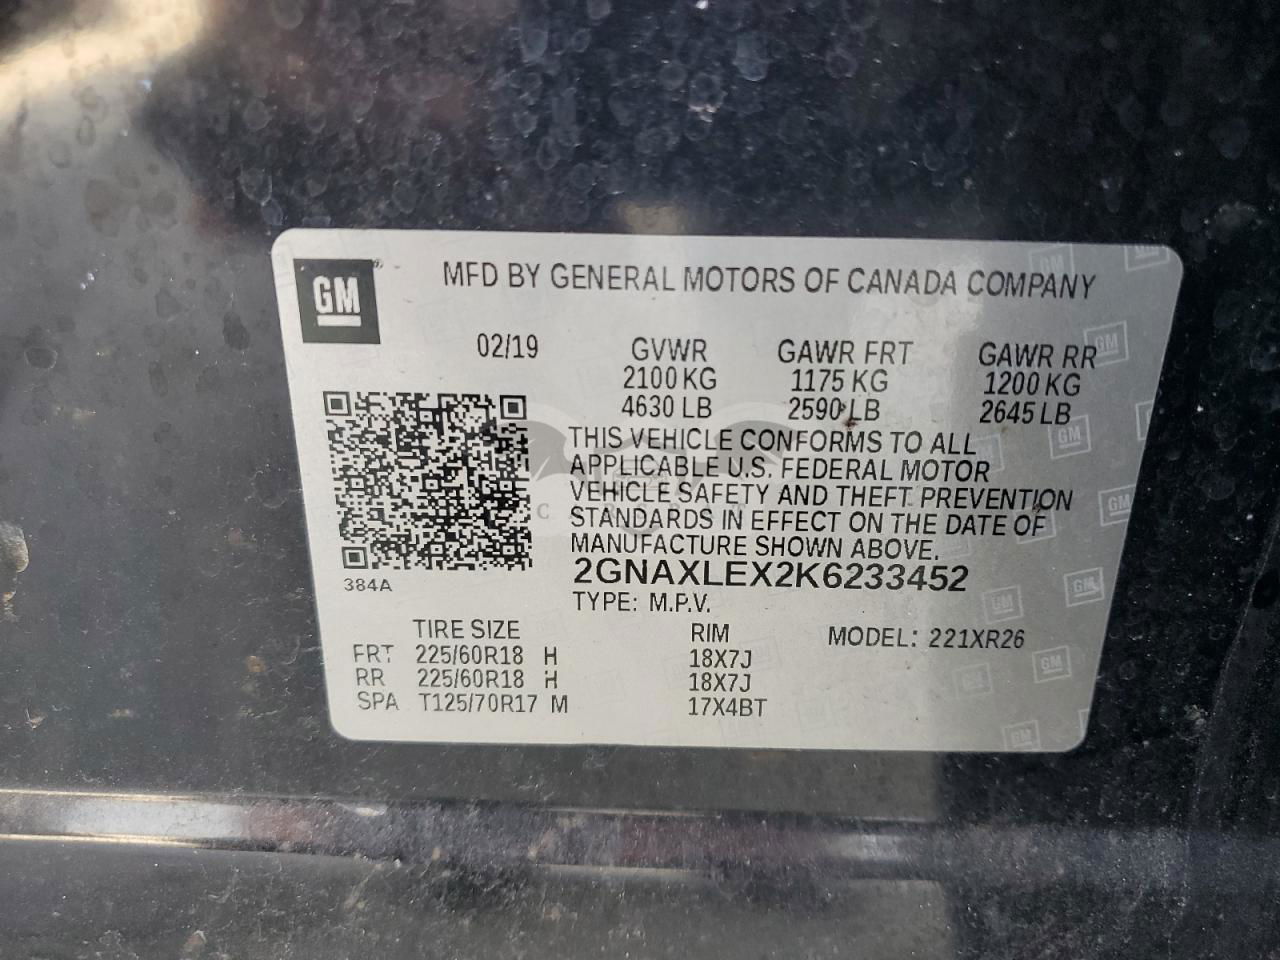 GM
MFD BY GENERAL MOTORS OF CANADA COMPANY
02/19
GVWR
2100 KG
4630 LB
GAWR FRT
1175 KG
2590 LB
GAWR RR
1200 KG
2645 LB
THIS VEHICLE CONFORMS TO ALL
APPLICABLE U.S. FEDERAL MOTOR
VEHICLE SAFETY AND THEFT PREVENTION
STANDARDS IN EFFECT ON THE DATE OF
MANUFACTURE SHOWN ABOVE.
2GNAXLEX2K6233452
TYPE: M.P.V.
384A
TIRE SIZE RIM MODEL: 221XR26
FRT 225/60R18 H 18X7J
RR 225/60R18 H 18X7J
SPA T125/70R17 M 17X4BT